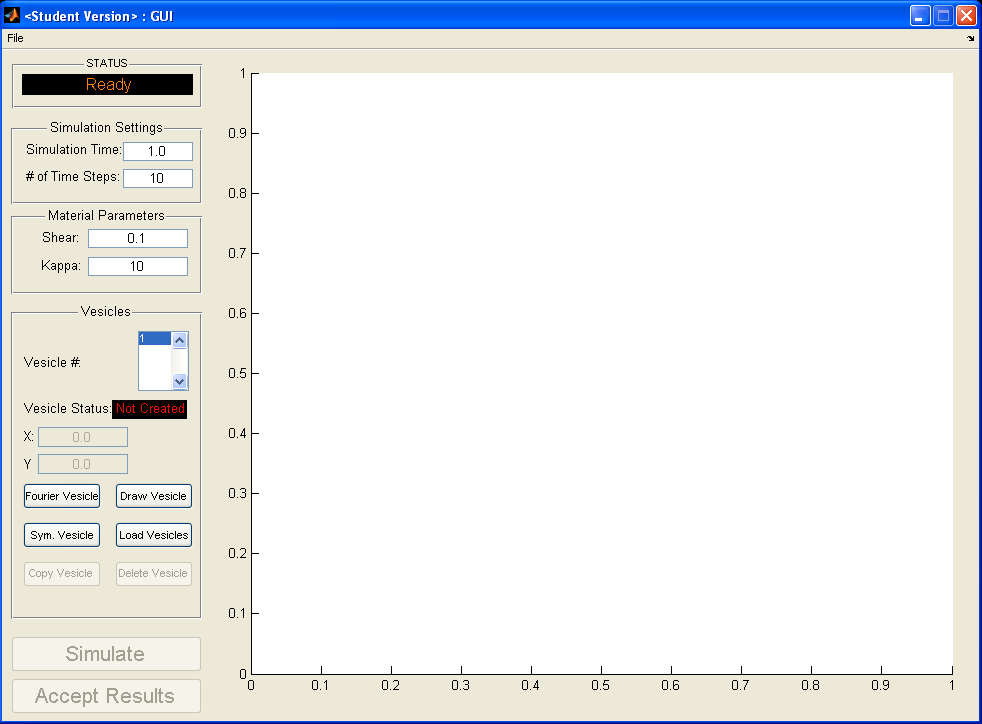 <Student Version> : GUI
File
STATUS
Ready
Simulation Settings
Simulation Time: 1.0
# of Time Steps: 10
Material Parameters
Shear: 0.1
Kappa: 10
Vesicles
Vesicle #: 1
Vesicle Status: Not Created
X: 0.0
Y 0.0
Fourier Vesicle Draw Vesicle
Sym. Vesicle Load Vesicles
Copy Vesicle Delete Vesicle
Simulate
Accept Results
1
0.9
0.8
0.7
0.6
0.5
0.4
0.3
0.2
0.1
0
0 0.1 0.2 0.3 0.4 0.5 0.6 0.7 0.8 0.9 1